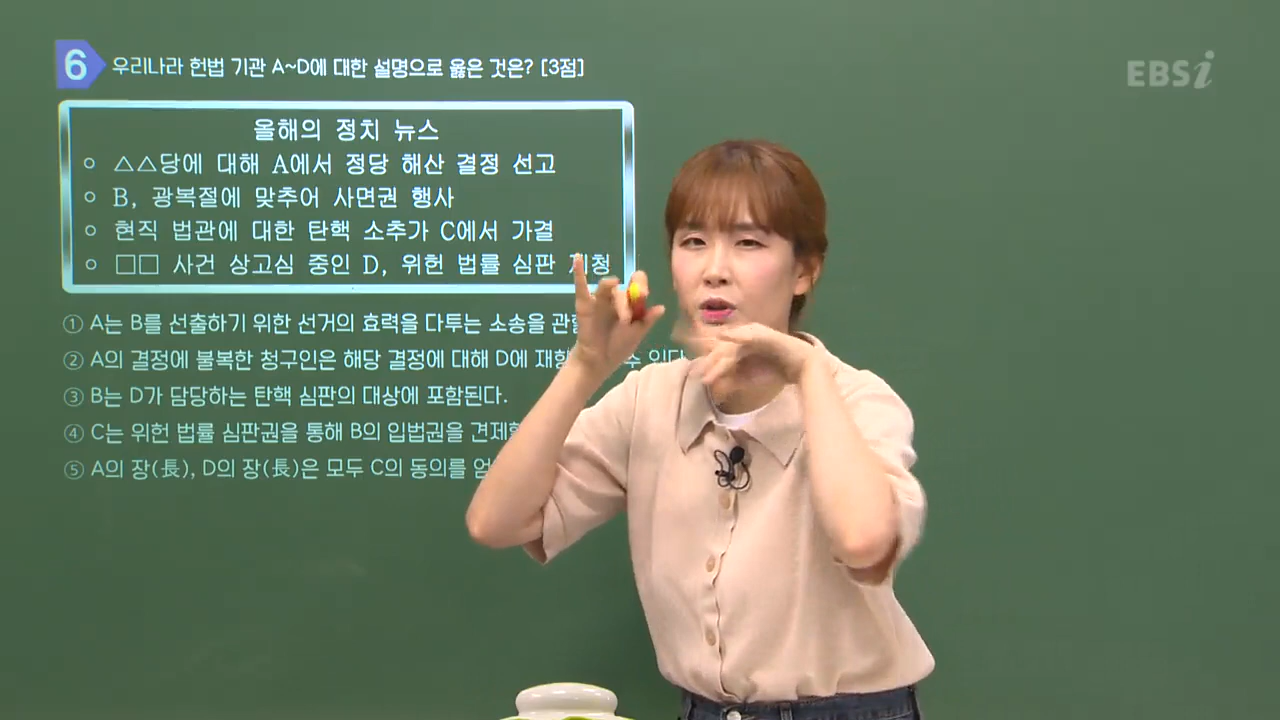 6 우리나라 헌법 기관 A~D에 대한 설명으로 옳은 것은? [3점]
EBSi
올해의 정치 뉴스
○ △△당에 대해 A에서 정당 해산 결정 선고
○ B, 광복절에 맞추어 사면권 행사
○ 현직 법관에 대한 탄핵 소추가 C에서 가결
○ □□ 사건 상고심 중인 D, 위헌 법률 심판
① A는 B를 선출하기 위한 선거의 효력을 다투는 소송을
② A의 결정에 불복한 청구인은 해당 결정에 대해 D에
③ B는 D가 담당하는 탄핵 심판의 대상에 포함된다.
④ C는 위헌 법률 심판권을 통해 B의 입법권을
⑤ A의 장(長), D의 장(長)은 모두 C의 동의를